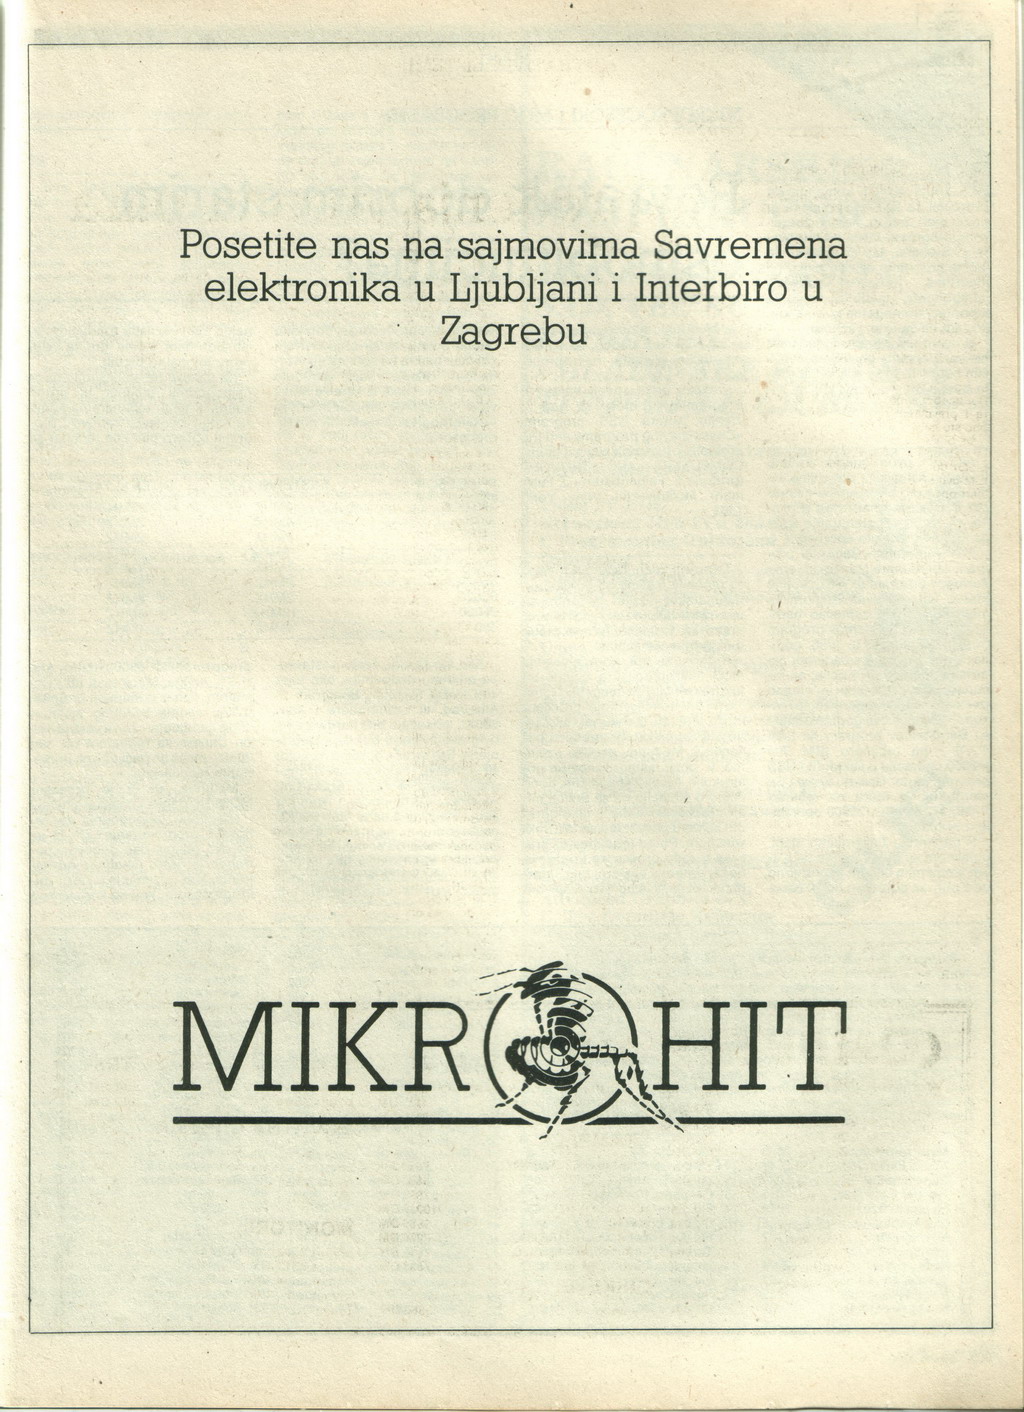 Posetite nas na sajmovima Savremena
elektronika u Ljubljani i Interbiro u
Zagrebu
MIKROHIT